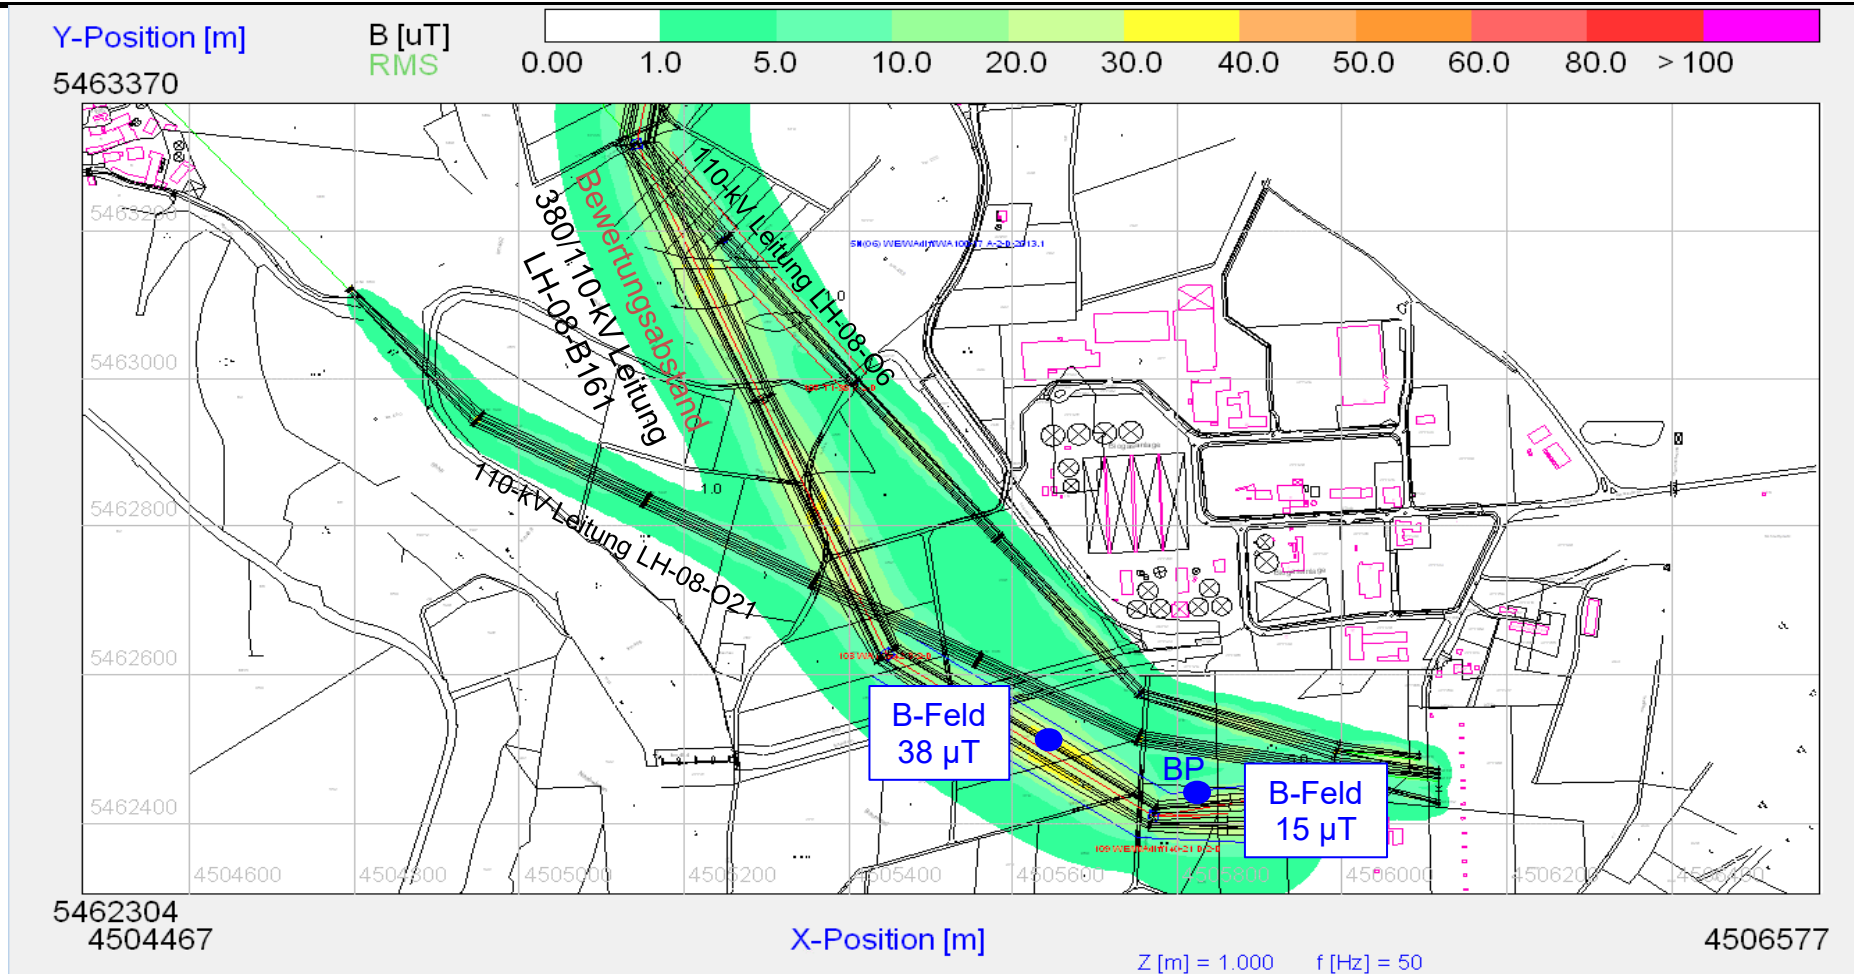 Y-Position [m]
B [uT]
RMS
0.00 1.0 5.0 10.0 20.0 30.0 40.0 50.0 60.0 80.0 > 100
5463370
110-kV Leitung LH-08-O6
Bewertungsabstand
380/110-kV Leitung
LH-08-B161
5463200
5463000
1.0
110-kV Leitung LH-08-O21
5462800
5462600
B-Feld
38 µT
BP
B-Feld
15 µT
5462400
4504600 4504800 4505000 4505200 4505400 4505600 4505800 4506000 4506200 4506400
5462304
4504467
X-Position [m]
4506577
Z [m] = 1.000 f [Hz] = 50